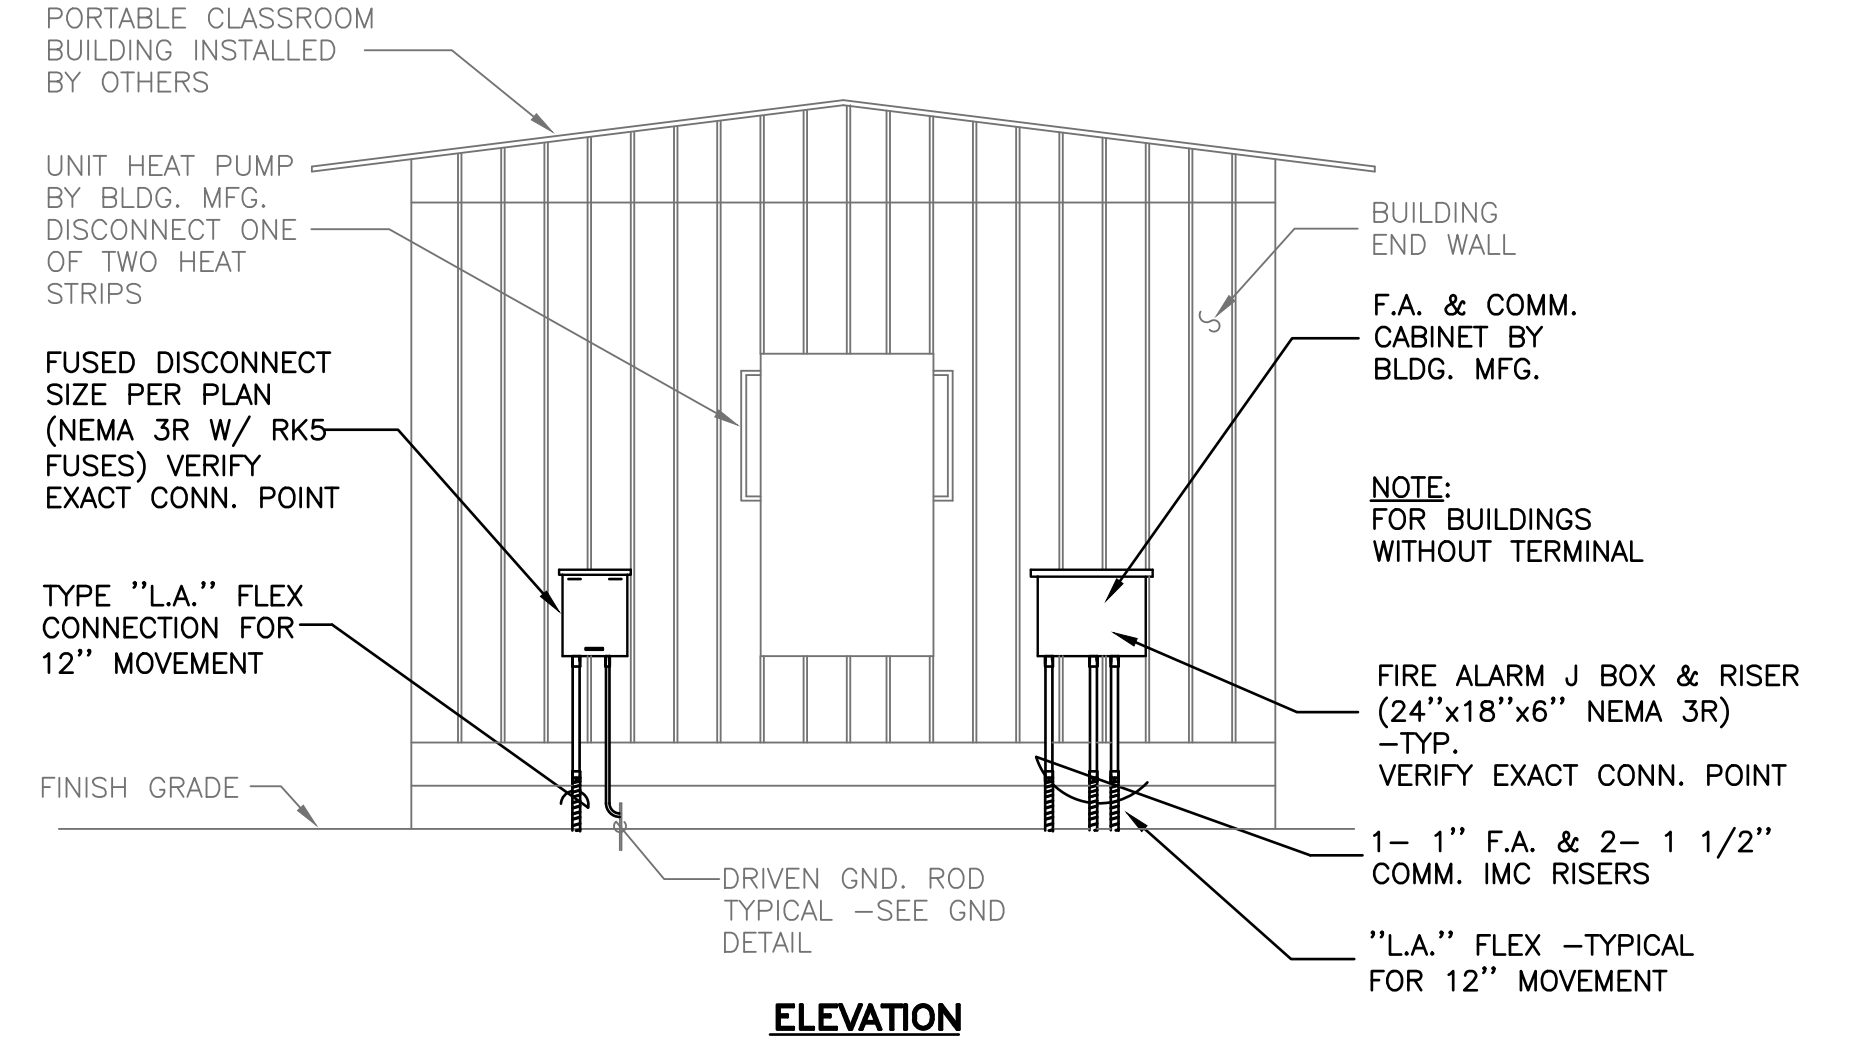 PORTABLE CLASSROOM
BUILDING INSTALLED
BY OTHERS
UNIT HEAT PUMP
BY BLDG. MFG.
DISCONNECT ONE
OF TWO HEAT
STRIPS
FUSED DISCONNECT
SIZE PER PLAN
(NEMA 3R W/ RK5
FUSES) VERIFY
EXACT CONN. POINT
TYPE "L.A." FLEX
CONNECTION FOR
12" MOVEMENT
FINISH GRADE
DRIVEN GND. ROD
TYPICAL -SEE GND
DETAIL
BUILDING
END WALL
F.A. & COMM.
CABINET BY
BLDG. MFG.
NOTE:
FOR BUILDINGS
WITHOUT TERMINAL
FIRE ALARM J BOX & RISER
(24"x18"x6" NEMA 3R)
-TYP.
VERIFY EXACT CONN. POINT
1- 1" F.A. & 2- 1 1/2"
COMM. IMC RISERS
"L.A." FLEX -TYPICAL
FOR 12" MOVEMENT
ELEVATION